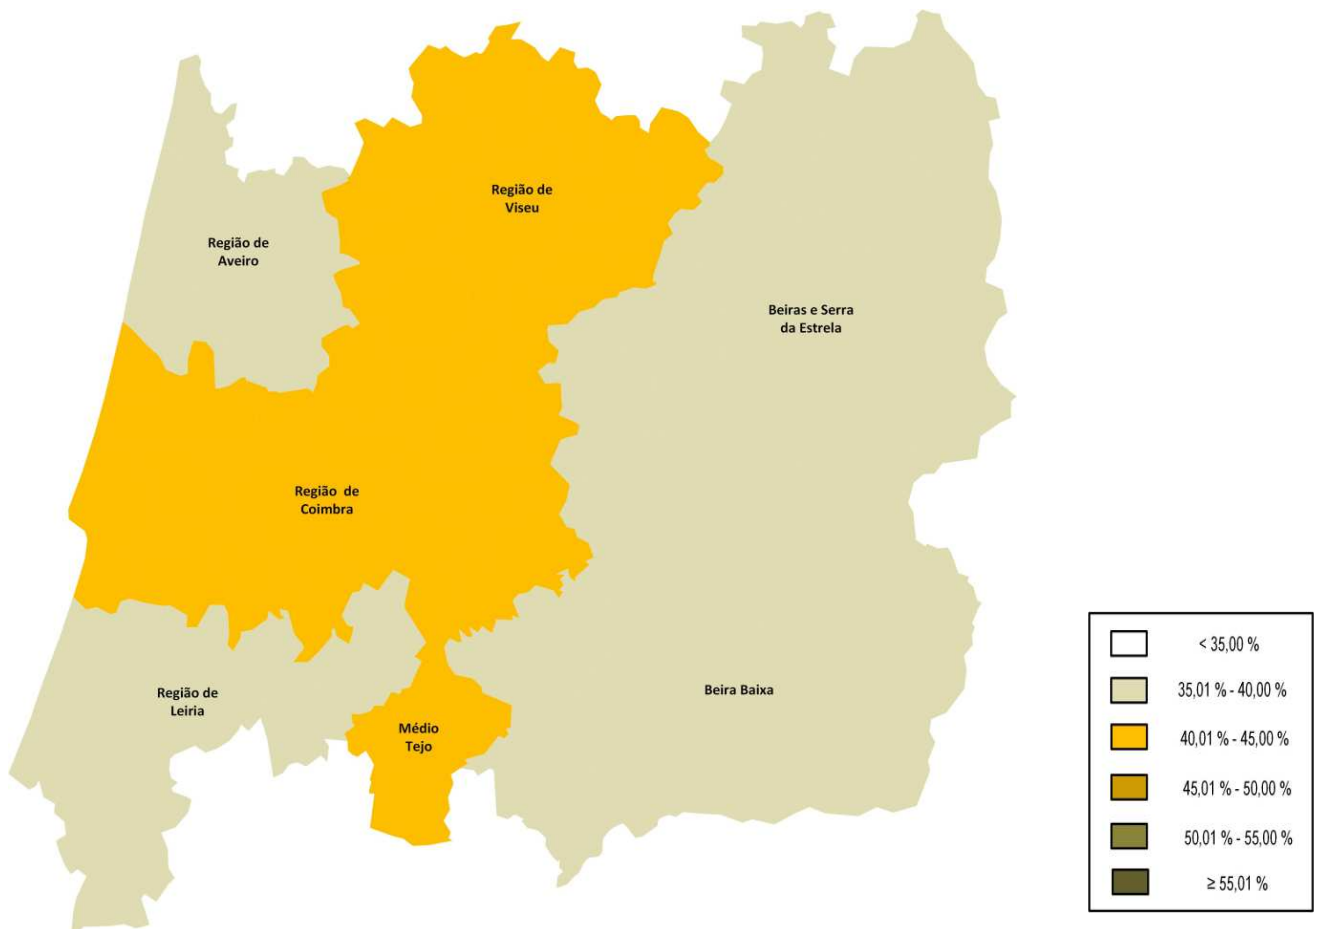 Região de
Viseu
Região de
Aveiro
Beiras e Serra
da Estrela
Região de
Coimbra
Região de
Leiria
Beira Baixa
Médio
Tejo
< 35,00 %
35,01 % - 40,00 %
40,01 % - 45,00 %
45,01 % - 50,00 %
50,01 % - 55,00 %
≥ 55,01 %